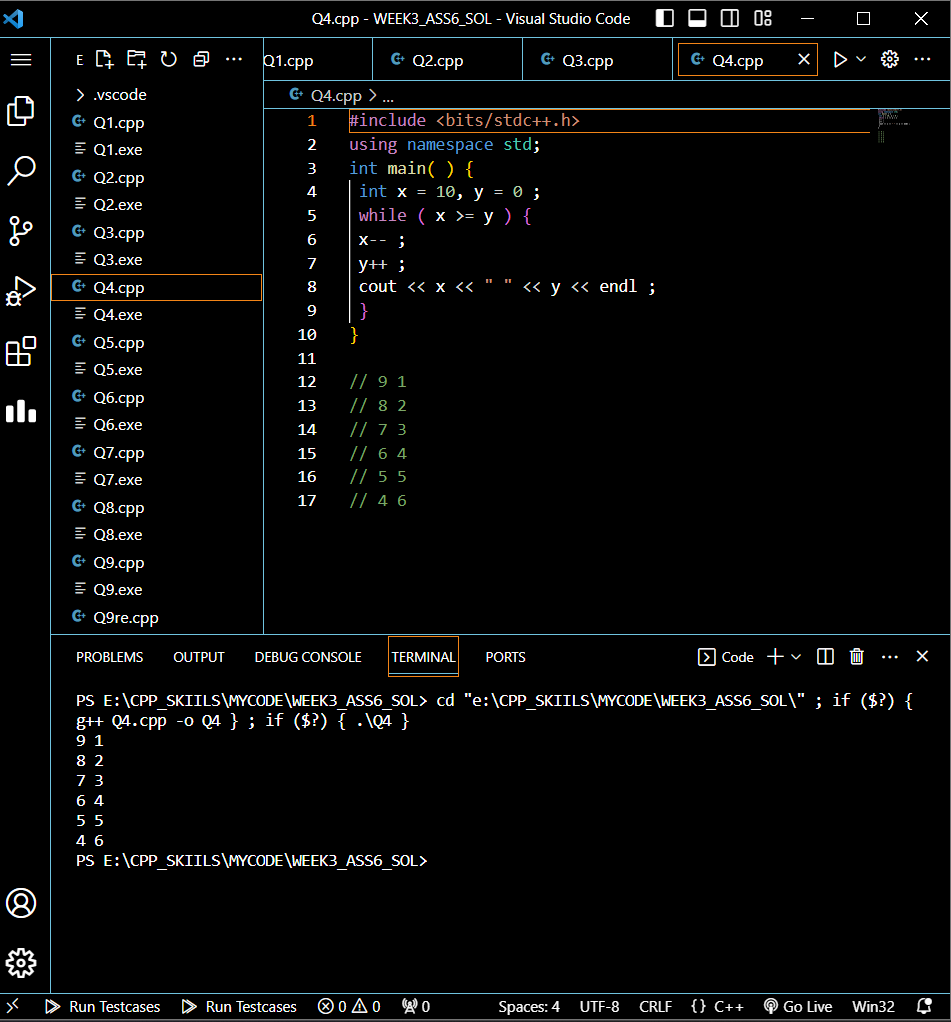 Q4.cpp - WEEK3_ASS6_SOL - Visual Studio Code
E
Q1.cpp
Q2.cpp
Q3.cpp
Q4.cpp
.vscode
Q1.cpp
Q1.exe
Q2.cpp
Q2.exe
Q3.cpp
Q3.exe
Q4.cpp
Q4.exe
Q5.cpp
Q5.exe
Q6.cpp
Q6.exe
Q7.cpp
Q7.exe
Q8.cpp
Q8.exe
Q9.cpp
Q9.exe
Q9re.cpp
Q4.cpp > ...
1 #include <bits/stdc++.h>
2 using namespace std;
3 int main( ) {
4 int x = 10, y = 0 ;
5 while ( x >= y ) {
6 x-- ;
7 y++ ;
8 cout << x << " " << y << endl ;
9 }
10 }
11
12 // 9 1
13 // 8 2
14 // 7 3
15 // 6 4
16 // 5 5
17 // 4 6
PROBLEMS OUTPUT DEBUG CONSOLE TERMINAL PORTS Code
PS E:\CPP_SKIILS\MYCODE\WEEK3_ASS6_SOL> cd "e:\CPP_SKIILS\MYCODE\WEEK3_ASS6_SOL\" ; if ($?) {
g++ Q4.cpp -o Q4 } ; if ($?) { .\Q4 }
9 1
8 2
7 3
6 4
5 5
4 6
PS E:\CPP_SKIILS\MYCODE\WEEK3_ASS6_SOL>
Run Testcases Run Testcases 0 0 0 Spaces: 4 UTF-8 CRLF {} C++ Go Live Win32